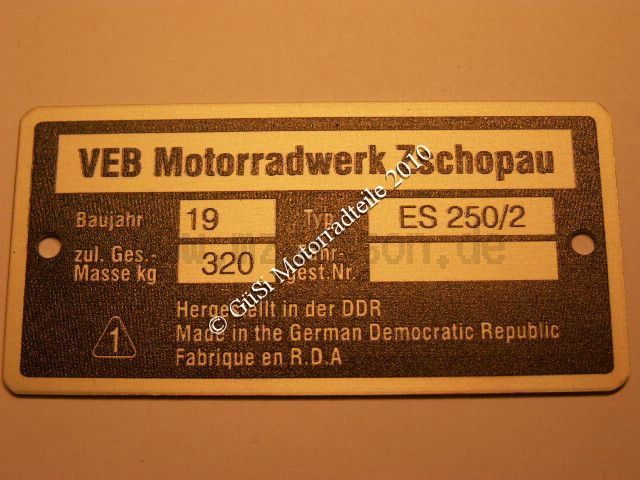 VEB Motorradwerk Zschopau
Baujahr 19 Typ ES 250/2
zul. Ges.-
Masse kg 320 gest.Nr.
Hergestellt in der DDR
1 Made in the German Democratic Republic
Fabrique en R.D.A
© GüSi Motorradteile 2010